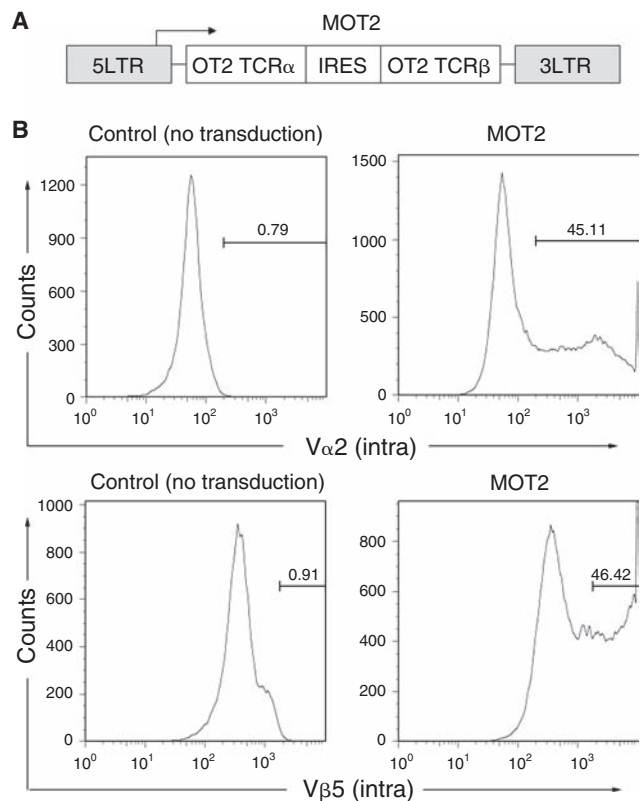 A
MOT2
5LTR OT2 TCRα IRES OT2 TCRβ 3LTR
B
Control (no transduction) MOT2
Counts
1200
900
600
300
0
0.79
10⁰ 10¹ 10² 10³
1500
1000
500
0
45.11
10⁰ 10¹ 10² 10³
Vα2 (intra)
Control (no transduction) MOT2
Counts
1000
800
600
400
200
0
0.91
10⁰ 10¹ 10² 10³
800
600
400
200
0
46.42
10⁰ 10¹ 10² 10³
Vβ5 (intra)